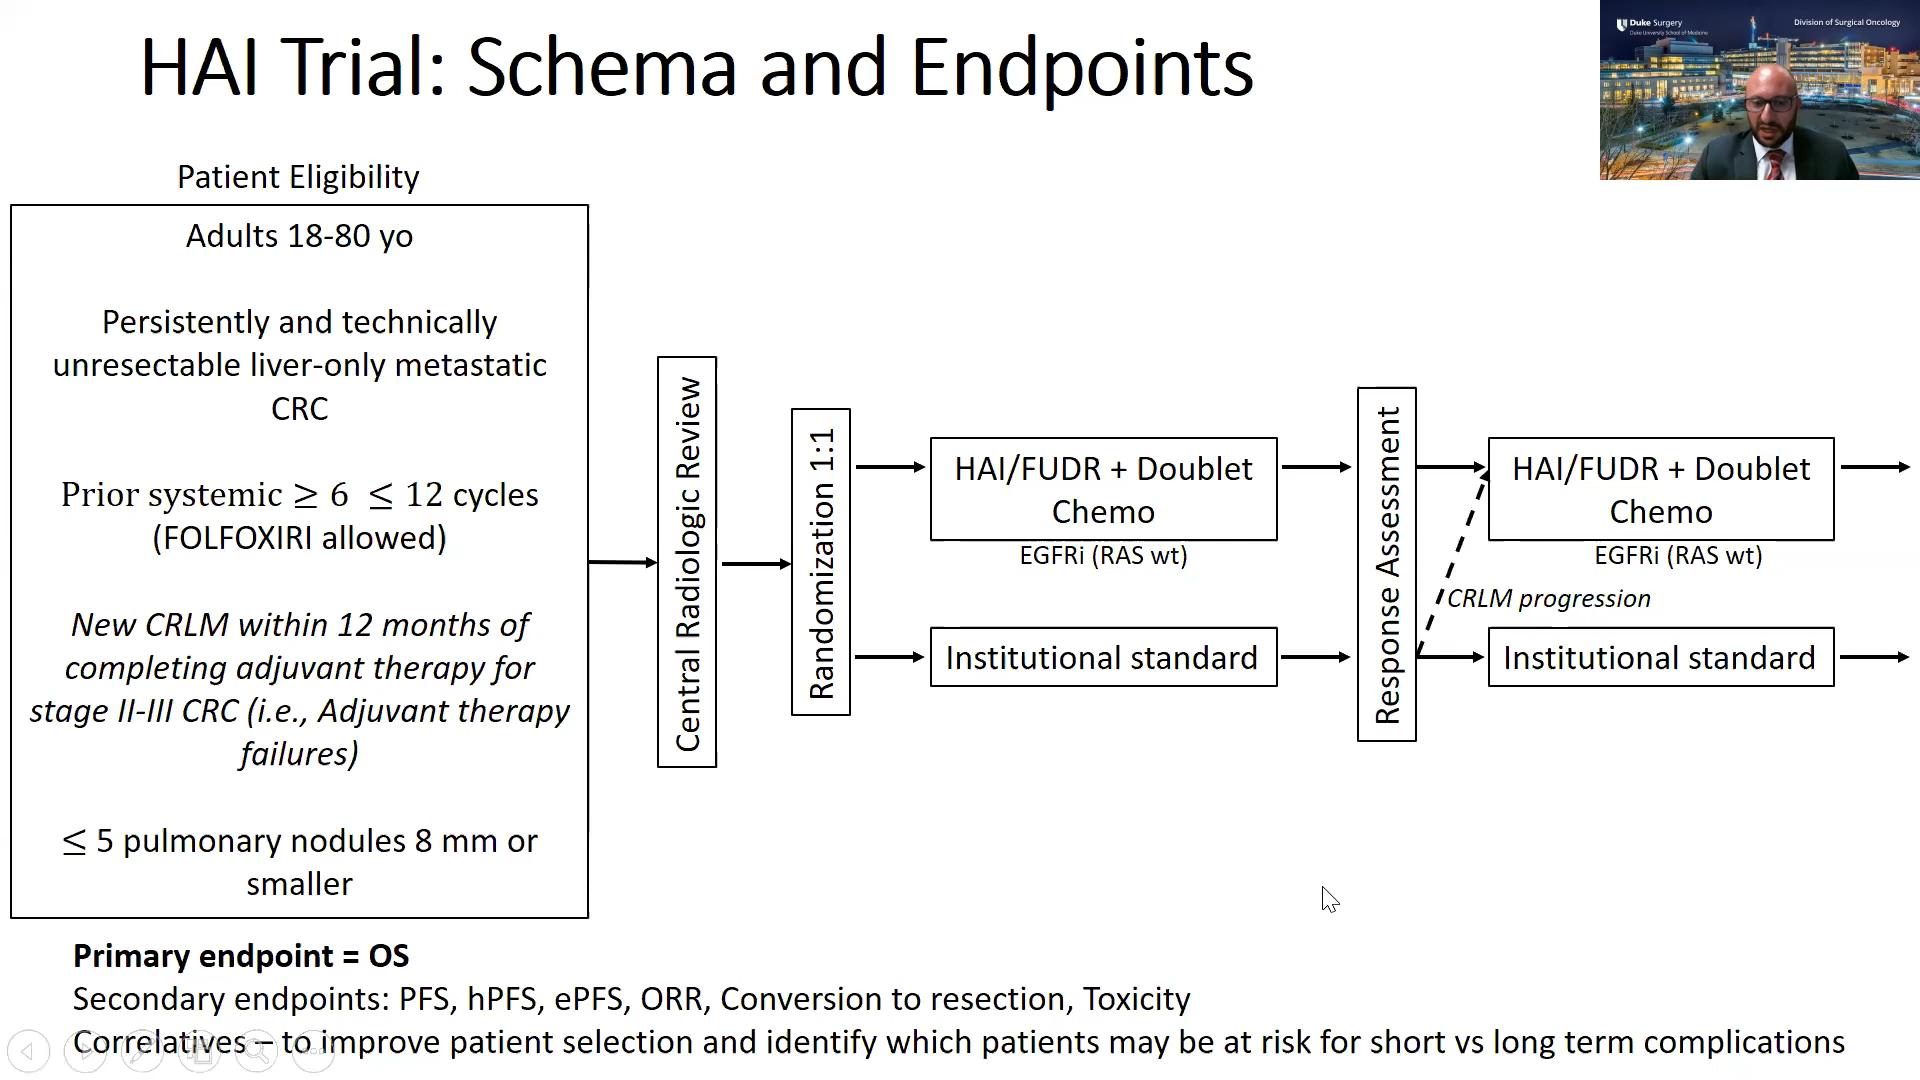 HAI Trial: Schema and Endpoints
Duke Surgery
Duke University School of Medicine
Division of Surgical Oncology
Patient Eligibility
Adults 18-80 yo
Persistently and technically
unresectable liver-only metastatic
CRC
Prior systemic ≥ 6 ≤ 12 cycles
(FOLFOXIRI allowed)
New CRLM within 12 months of
completing adjuvant therapy for
stage II-III CRC (i.e., Adjuvant therapy
failures)
≤ 5 pulmonary nodules 8 mm or
smaller
Central Radiologic Review
Randomization 1:1
HAI/FUDR + Doublet
Chemo
EGFRi (RAS wt)
Institutional standard
Response Assessment
HAI/FUDR + Doublet
Chemo
EGFRi (RAS wt)
CRLM progression
Institutional standard
Primary endpoint = OS
Secondary endpoints: PFS, hPFS, ePFS, ORR, Conversion to resection, Toxicity
Correlatives – to improve patient selection and identify which patients may be at risk for short vs long term complications